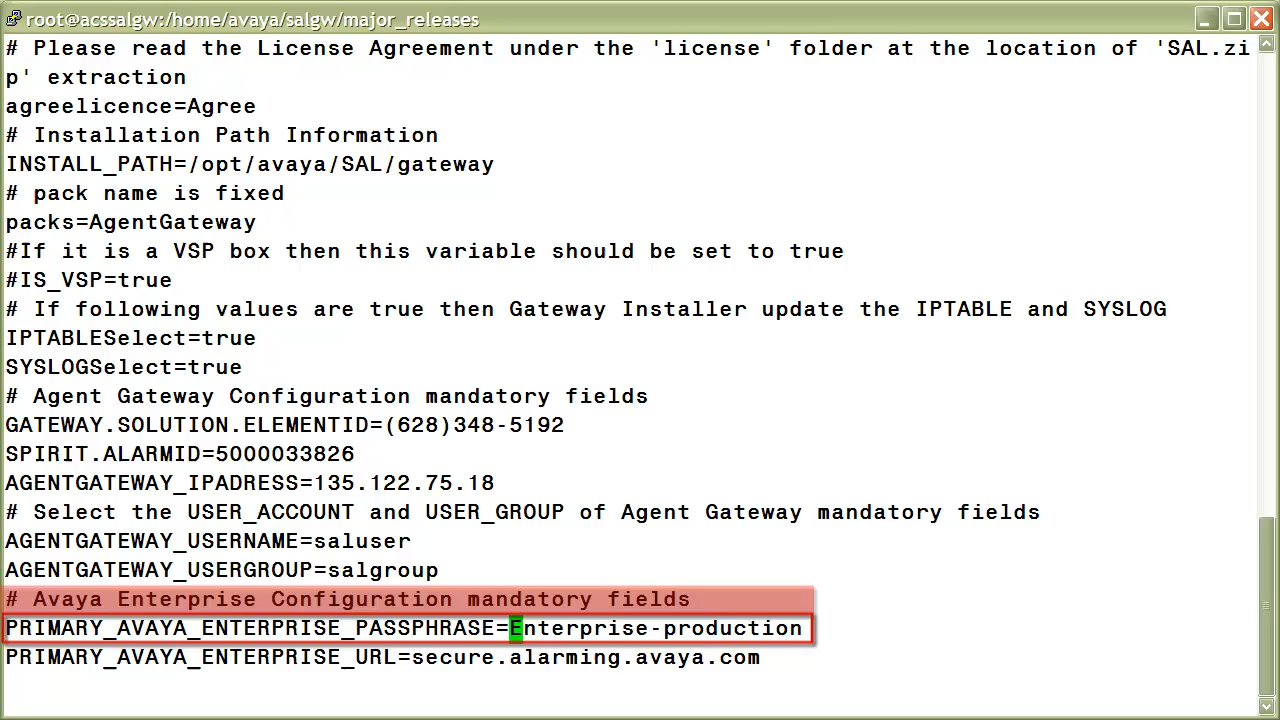 root@acssalgw:/home/avaya/salgw/major_releases
# Please read the License Agreement under the 'license' folder at the location of 'SAL.zi
p' extraction
agreelicence=Agree
# Installation Path Information
INSTALL_PATH=/opt/avaya/SAL/gateway
# pack name is fixed
packs=AgentGateway
#If it is a VSP box then this variable should be set to true
#IS_VSP=true
# If following values are true then Gateway Installer update the IPTABLE and SYSLOG
IPTABLESelect=true
SYSLOGSelect=true
# Agent Gateway Configuration mandatory fields
GATEWAY.SOLUTION.ELEMENTID=(628)348-5192
SPIRIT.ALARMID=5000033826
AGENTGATEWAY_IPADRESS=135.122.75.18
# Select the USER_ACCOUNT and USER_GROUP of Agent Gateway mandatory fields
AGENTGATEWAY_USERNAME=saluser
AGENTGATEWAY_USERGROUP=salgroup
# Avaya Enterprise Configuration mandatory fields
PRIMARY_AVAYA_ENTERPRISE_PASSPHRASE=Enterprise-production
PRIMARY_AVAYA_ENTERPRISE_URL=secure.alarming.avaya.com